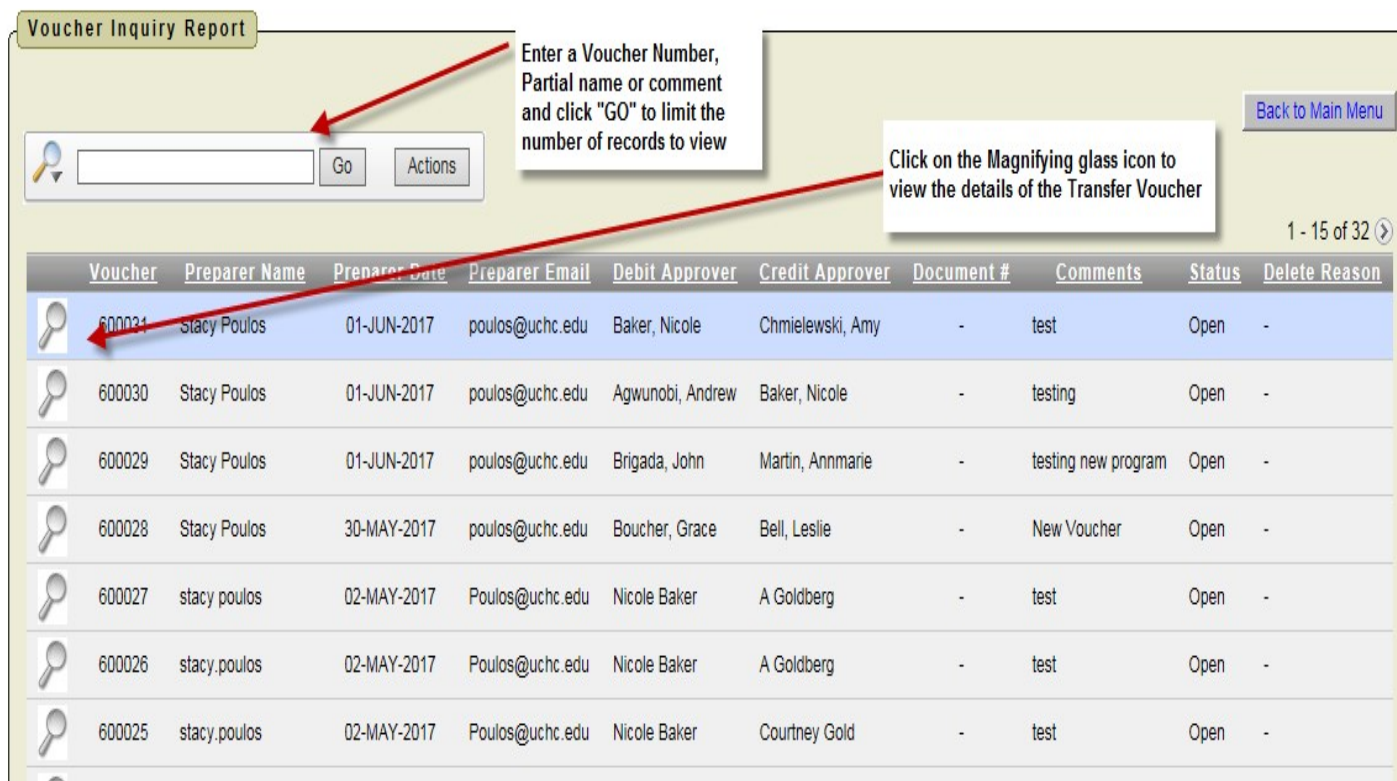 Voucher Inquiry Report
Enter a Voucher Number,
Partial name or comment
and click "GO" to limit the
number of records to view
Back to Main Menu
Go Actions
Click on the Magnifying glass icon to
view the details of the Transfer Voucher
1 - 15 of 32
Voucher Preparer Name Preparer Date Preparer Email Debit Approver Credit Approver Document # Comments Status Delete Reason
600031 Stacy Poulos 01-JUN-2017 poulos@uchc.edu Baker, Nicole Chmielewski, Amy - test Open -
600030 Stacy Poulos 01-JUN-2017 poulos@uchc.edu Agwunobi, Andrew Baker, Nicole - testing Open -
600029 Stacy Poulos 01-JUN-2017 poulos@uchc.edu Brigada, John Martin, Annmarie - testing new program Open -
600028 Stacy Poulos 30-MAY-2017 poulos@uchc.edu Boucher, Grace Bell, Leslie - New Voucher Open -
600027 stacy poulos 02-MAY-2017 Poulos@uchc.edu Nicole Baker A Goldberg - test Open -
600026 stacy.poulos 02-MAY-2017 Poulos@uchc.edu Nicole Baker A Goldberg - test Open -
600025 stacy.poulos 02-MAY-2017 Poulos@uchc.edu Nicole Baker Courtney Gold - test Open -